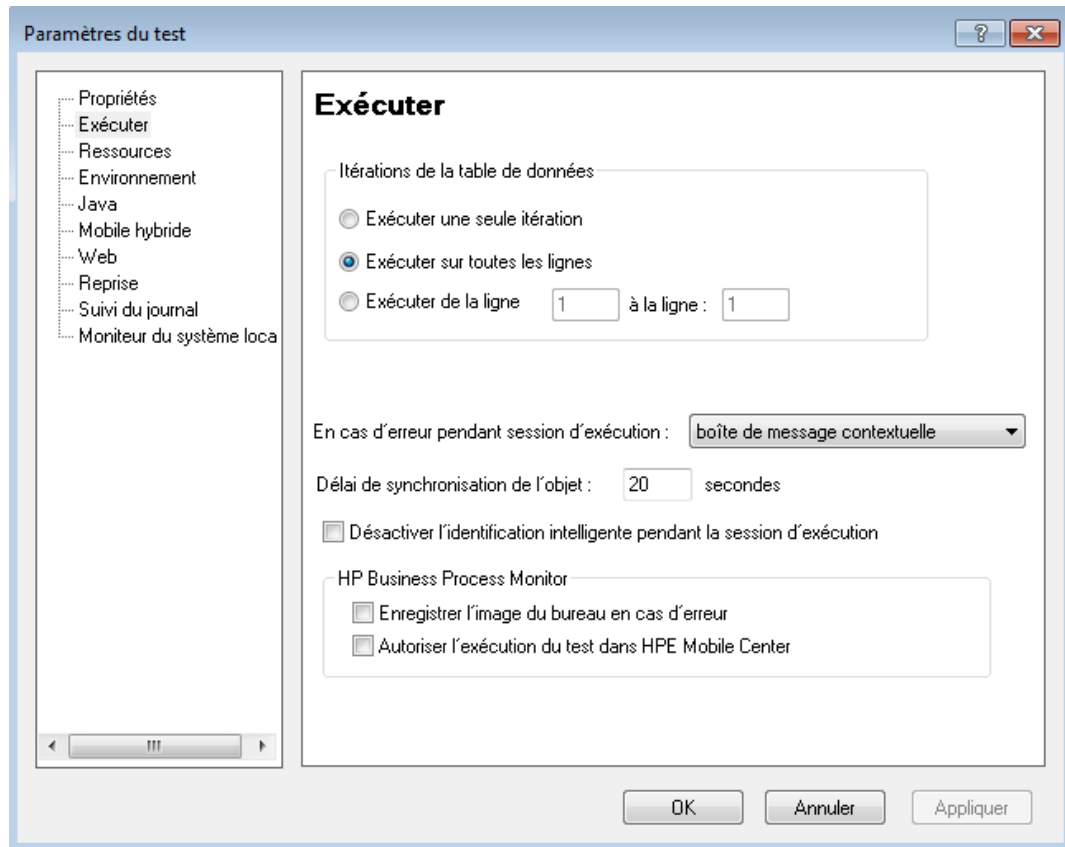 Paramètres du test
Propriétés
Exécuter
Ressources
Environnement
Java
Mobile hybride
Web
Reprise
Suivi du journal
Moniteur du système loca
Exécuter
Itérations de la table de données
Exécuter une seule itération
Exécuter sur toutes les lignes
Exécuter de la ligne 1 à la ligne : 1
En cas d´erreur pendant session d´exécution : boîte de message contextuelle
Délai de synchronisation de l´objet : 20 secondes
Désactiver l´identification intelligente pendant la session d´exécution
HP Business Process Monitor
Enregistrer l´image du bureau en cas d´erreur
Autoriser l´exécution du test dans HPE Mobile Center
OK Annuler Appliquer